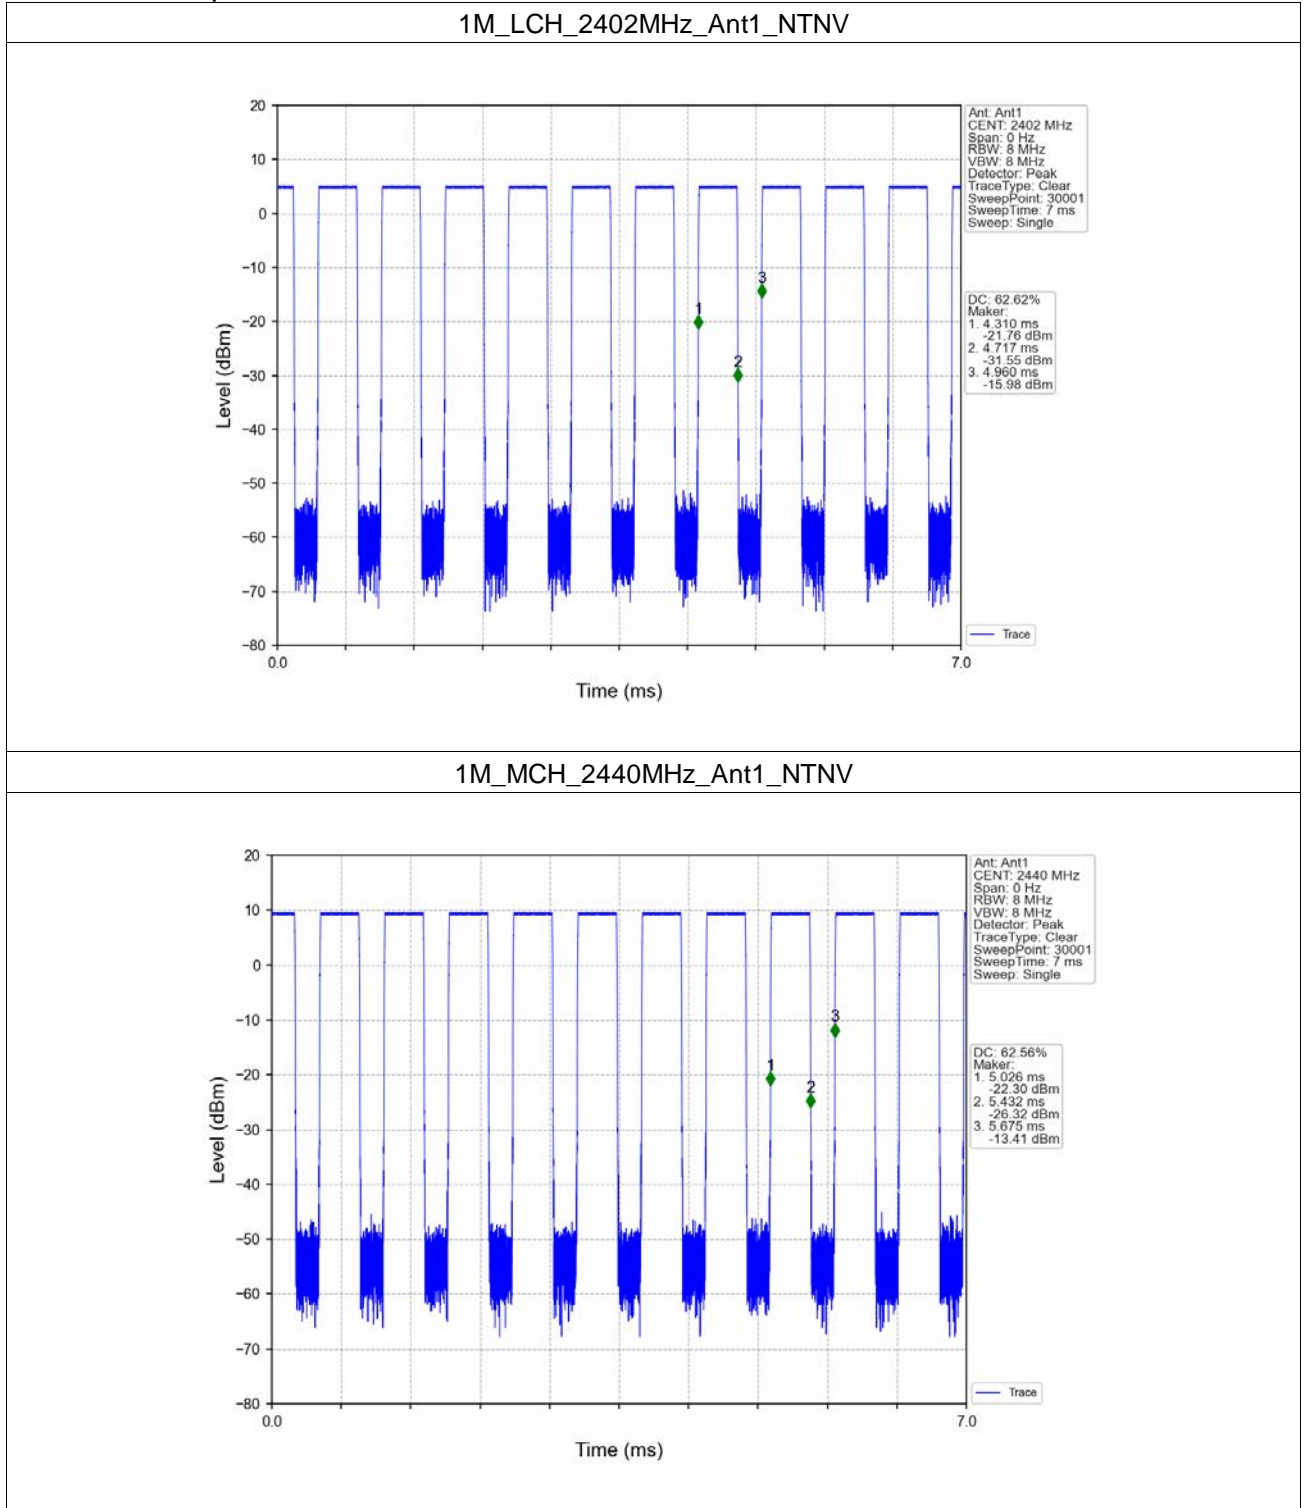 1M_LCH_2402MHz_Ant1_NTNV
20
10
0
−10
−20
−30
−40
−50
−60
−70
−80
Level (dBm)
0.0
7.0
Time (ms)
1
2
3
Ant: Ant1
CENT: 2402 MHz
Span: 0 Hz
RBW: 8 MHz
VBW: 8 MHz
Detector: Peak
TraceType: Clear
SweepPoint: 30001
SweepTime: 7 ms
Sweep: Single
DC: 62.62%
Maker:
1. 4.310 ms
-21.76 dBm
2. 4.717 ms
-31.55 dBm
3. 4.960 ms
-15.98 dBm
Trace
1M_MCH_2440MHz_Ant1_NTNV
20
10
0
−10
−20
−30
−40
−50
−60
−70
−80
Level (dBm)
0.0
7.0
Time (ms)
1
2
3
Ant: Ant1
CENT: 2440 MHz
Span: 0 Hz
RBW: 8 MHz
VBW: 8 MHz
Detector: Peak
TraceType: Clear
SweepPoint: 30001
SweepTime: 7 ms
Sweep: Single
DC: 62.56%
Maker:
1. 5.026 ms
-22.30 dBm
2. 5.432 ms
-26.32 dBm
3. 5.675 ms
-13.41 dBm
Trace